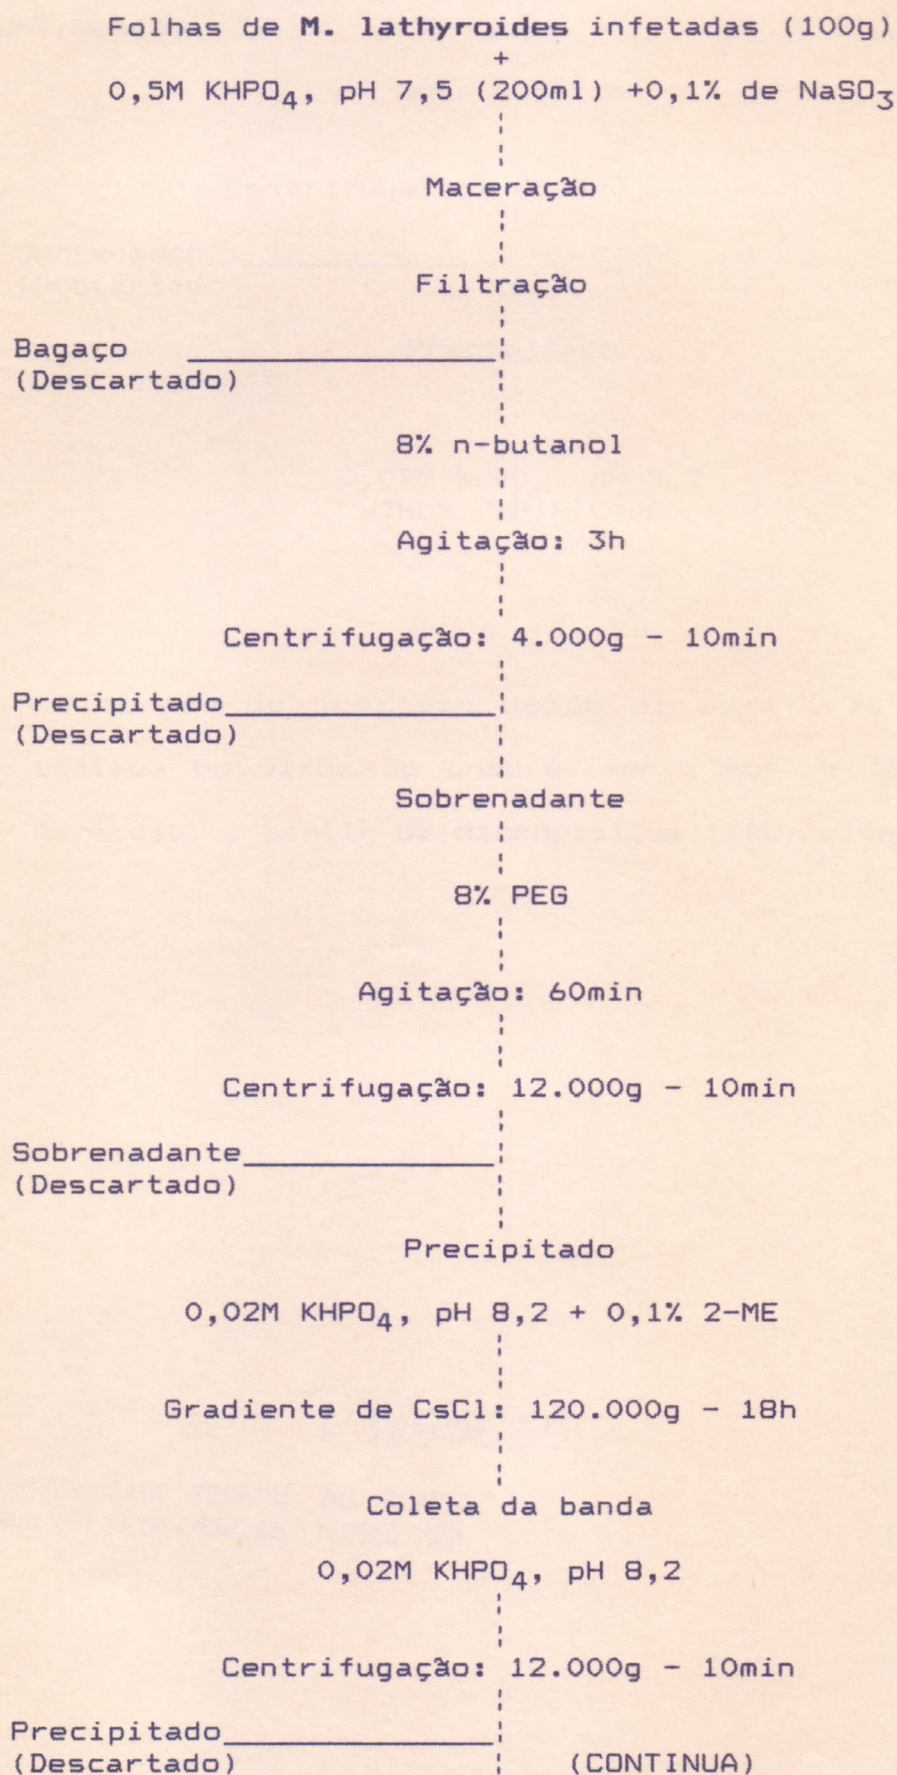 Folhas de M. lathyroides infetadas (100g)
+
0,5M KHPO4, pH 7,5 (200ml) +0,1% de NaSO3
Maceração
Filtração
Bagaço
(Descartado)
8% n-butanol
Agitação: 3h
Centrifugação: 4.000g - 10min
Precipitado
(Descartado)
Sobrenadante
8% PEG
Agitação: 60min
Centrifugação: 12.000g - 10min
Sobrenadante
(Descartado)
Precipitado
0,02M KHPO4, pH 8,2 + 0,1% 2-ME
Gradiente de CsCl: 120.000g - 18h
Coleta da banda
0,02M KHPO4, pH 8,2
Centrifugação: 12.000g - 10min
Precipitado
(Descartado) (CONTINUA)